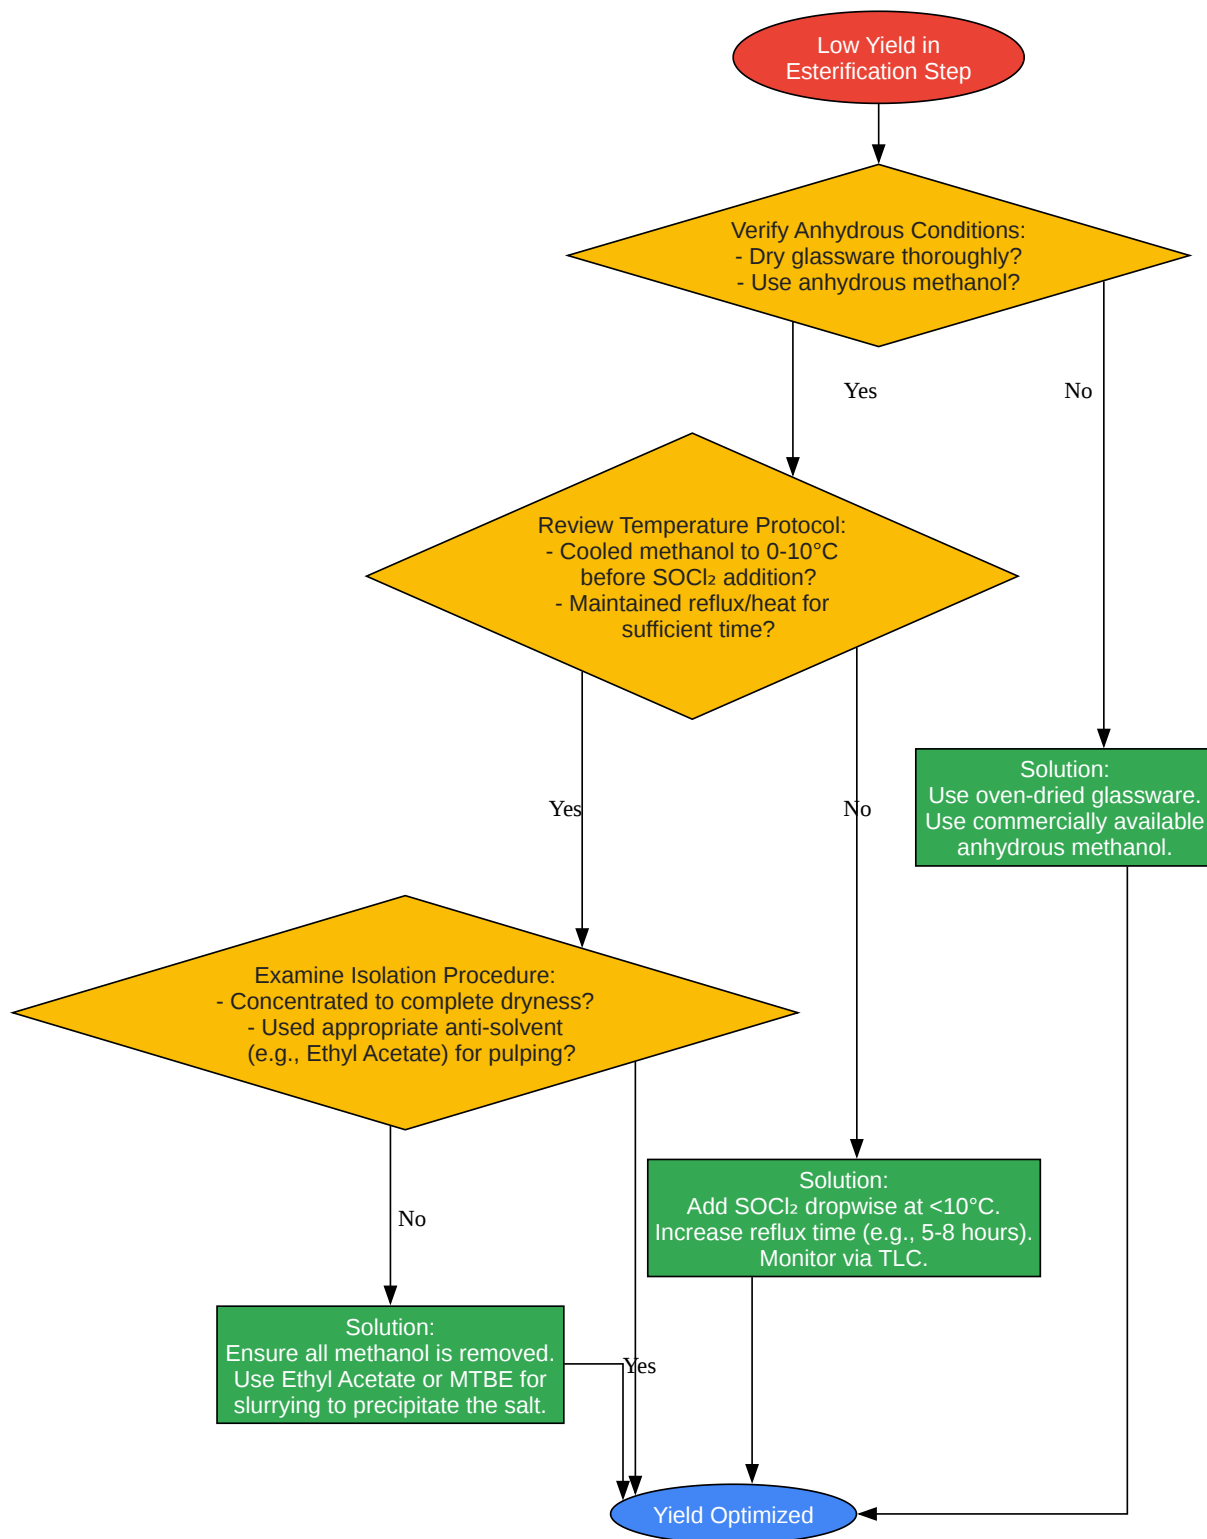 Low Yield in
Esterification Step
Verify Anhydrous Conditions:
- Dry glassware thoroughly?
- Use anhydrous methanol?
Yes
No
Review Temperature Protocol:
- Cooled methanol to 0-10°C
before SOCl₂ addition?
- Maintained reflux/heat for
sufficient time?
Solution:
Use oven-dried glassware.
Use commercially available
anhydrous methanol.
Yes
No
Examine Isolation Procedure:
- Concentrated to complete dryness?
- Used appropriate anti-solvent
(e.g., Ethyl Acetate) for pulping?
Solution:
Add SOCl₂ dropwise at <10°C.
Increase reflux time (e.g., 5-8 hours).
Monitor via TLC.
No
Solution:
Ensure all methanol is removed.
Use Ethyl Acetate or MTBE for
slurrying to precipitate the salt.
Yes
Yield Optimized